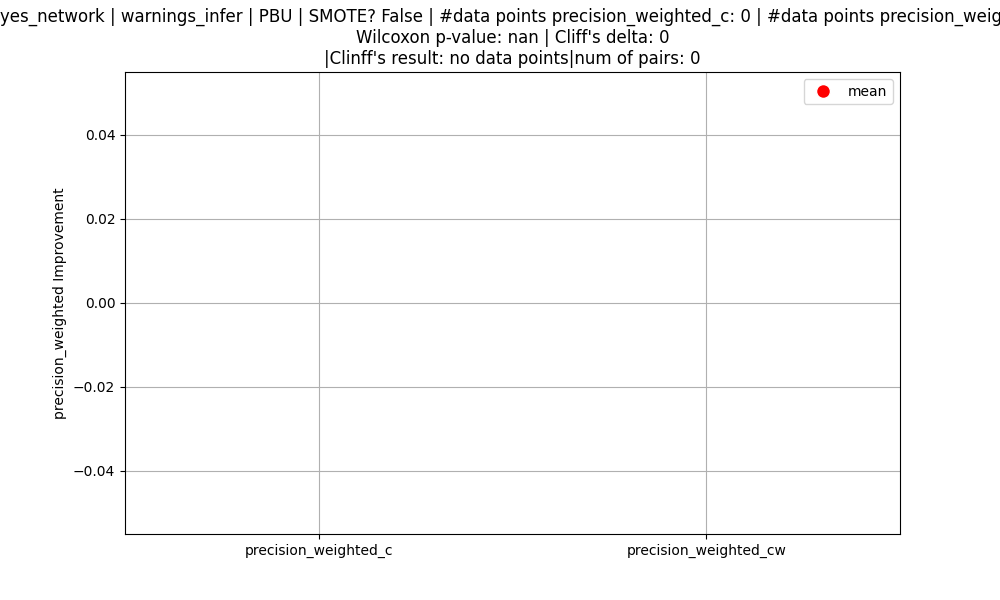 yes_network | warnings_infer | PBU | SMOTE? False | #data points precision_weighted_c: 0 | #data points precision_weig
Wilcoxon p-value: nan | Cliff's delta: 0
|Clinff's result: no data points|num of pairs: 0
mean
0.04
0.02
0.00
−0.02
−0.04
precision_weighted Improvement
precision_weighted_c
precision_weighted_cw